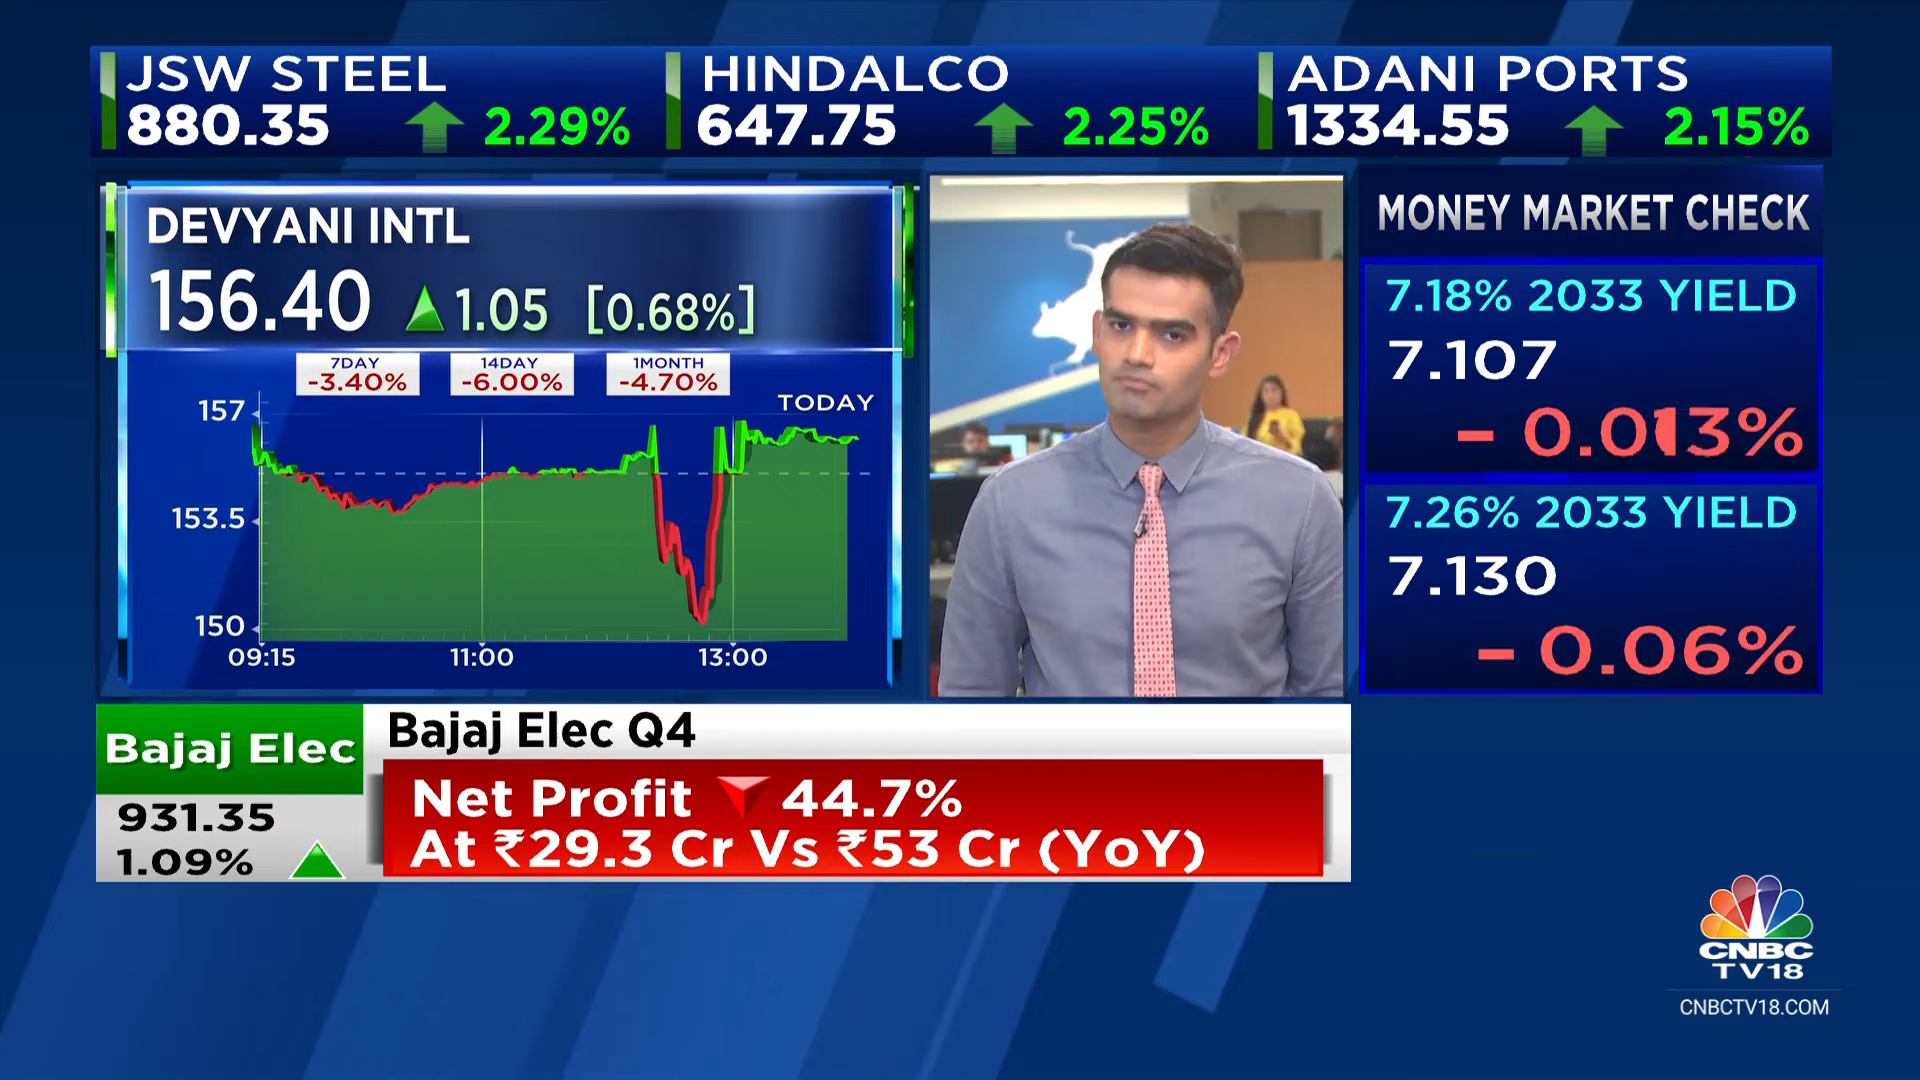 JSW STEEL
880.35 2.29%
HINDALCO
647.75 2.25%
ADANI PORTS
1334.55 2.15%
DEVYANI INTL
156.40 1.05 [0.68%]
7DAY
-3.40%
14DAY
-6.00%
1MONTH
-4.70%
TODAY
157
153.5
150
09:15 11:00 13:00
MONEY MARKET CHECK
7.18% 2033 YIELD
7.107
- 0.013%
7.26% 2033 YIELD
7.130
- 0.06%
Bajaj Elec
931.35
1.09%
Bajaj Elec Q4
Net Profit 44.7%
At ₹29.3 Cr Vs ₹53 Cr (YoY)
CNBC
TV18
CNBCTV18.COM